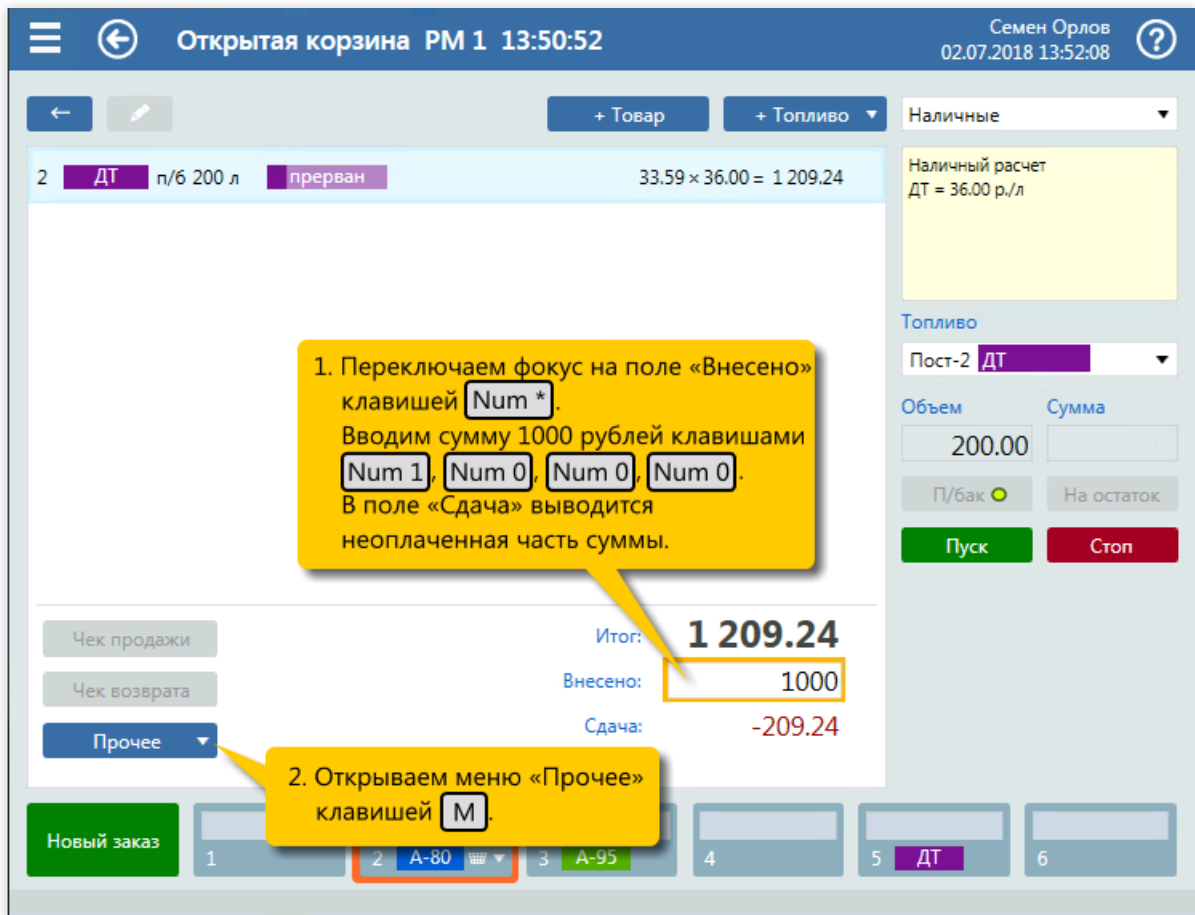 Открытая корзина РМ 1 13:50:52
Семен Орлов
02.07.2018 13:52:08
+ Товар
+ Топливо
Наличные
2 ДТ п/б 200 л прерван 33.59 × 36.00 = 1 209.24
Наличный расчет
ДТ = 36.00 р./л
Топливо
Пост-2 ДТ
Объем Сумма
200.00
П/бак На остаток
Пуск Стоп
1. Переключаем фокус на поле «Внесено»
клавишей Num *.
Вводим сумму 1000 рублей клавишами
Num 1, Num 0, Num 0, Num 0.
В поле «Сдача» выводится
неоплаченная часть суммы.
Чек продажи
Чек возврата
Прочее
Итог: 1 209.24
Внесено: 1000
Сдача: -209.24
2. Открываем меню «Прочее»
клавишей M.
Новый заказ
1
2 А-80
3 А-95
4
5 ДТ
6